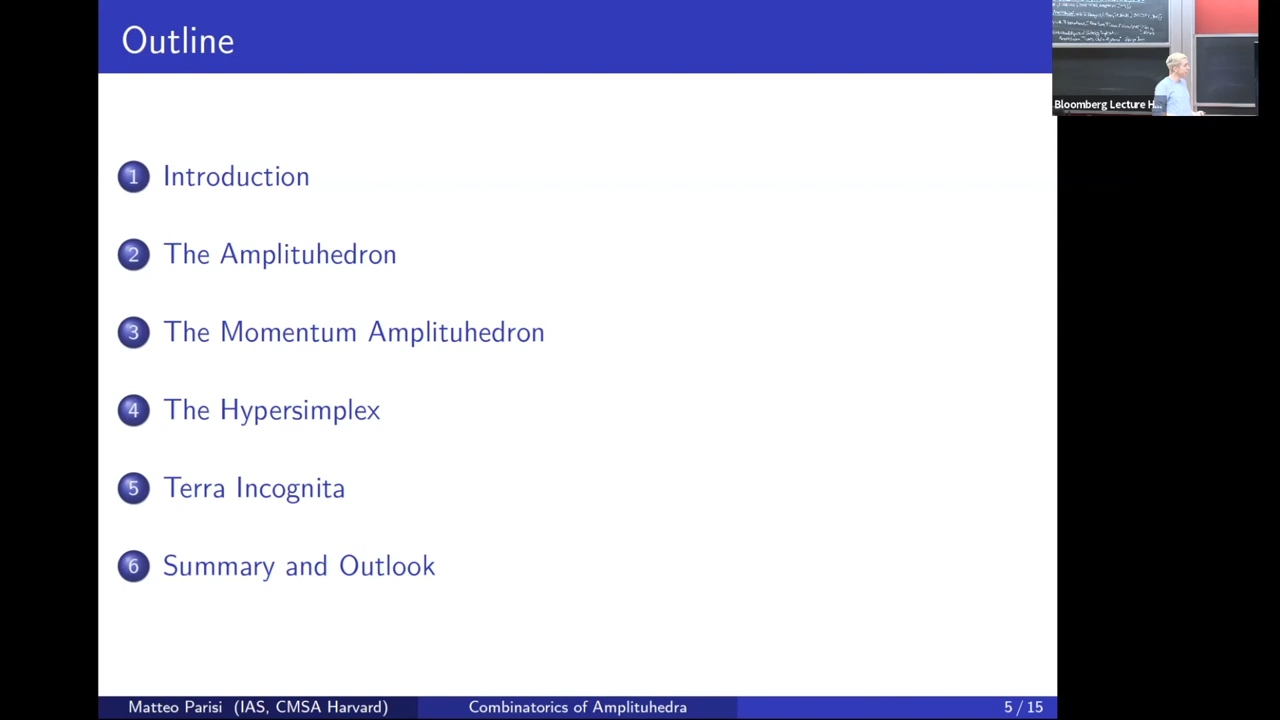 Outline
1 Introduction
2 The Amplituhedron
3 The Momentum Amplituhedron
4 The Hypersimplex
5 Terra Incognita
6 Summary and Outlook
Matteo Parisi (IAS, CMSA Harvard) Combinatorics of Amplituhedra 5 / 15
Bloomberg Lecture H...